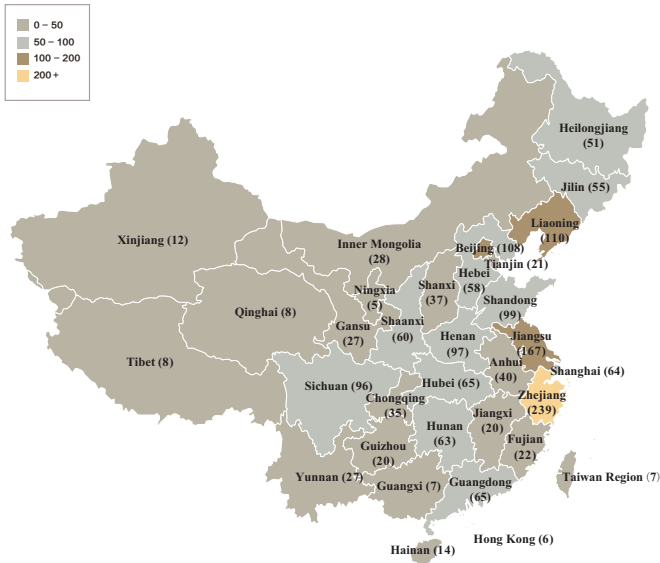 0 – 50
50 – 100
100 – 200
200 +
Heilongjiang
(51)
Jilin (55)
Liaoning
(110)
Xinjiang (12)
Inner Mongolia
(28)
Beijing (108)
Tianjin (21)
Hebei
(58)
Shanxi
(37)
Ningxia
(5)
Qinghai (8)
Shandong
(99)
Gansu
(27)
Shaanxi
(60)
Henan
(97)
Jiangsu
(167)
Tibet (8)
Anhui
(40)
Shanghai (64)
Sichuan (96)
Hubei (65)
Zhejiang
(239)
Chongqing
(35)
Hunan
(63)
Jiangxi
(20)
Fujian
(22)
Guizhou
(20)
Yunnan (27)
Guangxi (7)
Guangdong
(65)
Taiwan Region (7)
Hong Kong (6)
Hainan (14)